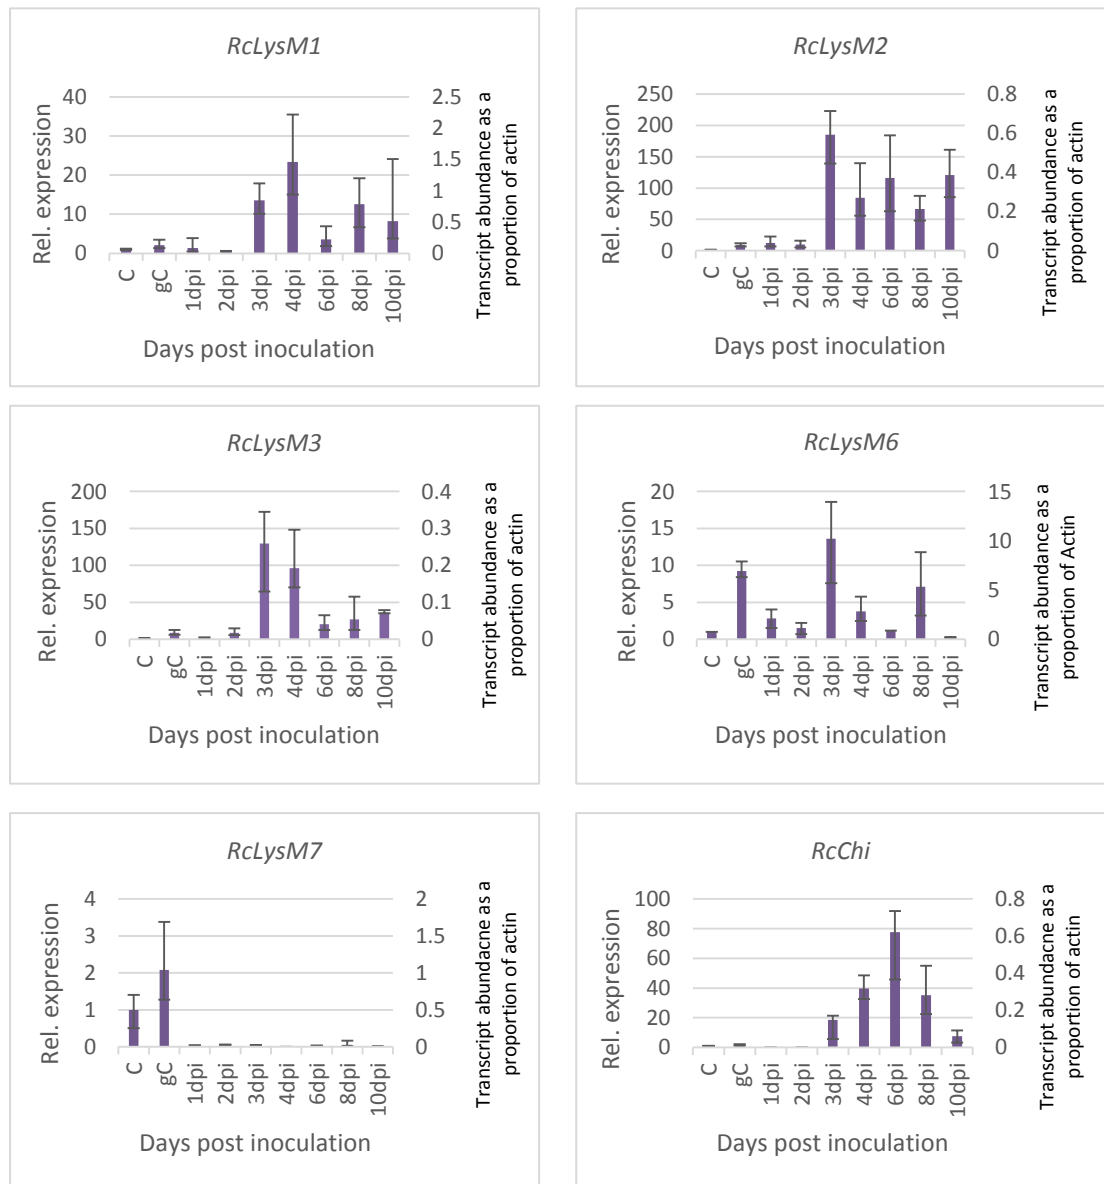 RcLysM1
Rel. expression
40
30
20
10
0
2.5
2
1.5
1
0.5
0
Transcript abundance as a
proportion of actin
C
gC
1dpi
2dpi
3dpi
4dpi
6dpi
8dpi
10dpi
Days post inoculation
RcLysM2
Rel. expression
250
200
150
100
50
0
0.8
0.6
0.4
0.2
0
Transcript abundance as a
proportion of actin
C
gC
1dpi
2dpi
3dpi
4dpi
6dpi
8dpi
10dpi
Days post inoculation
RcLysM3
Rel. expression
200
150
100
50
0
0.4
0.3
0.2
0.1
0
Transcript abundance as a
proportion of actin
C
gC
1dpi
2dpi
3dpi
4dpi
6dpi
8dpi
10dpi
Days post inoculation
RcLysM6
Rel. expression
20
15
10
5
0
15
10
5
0
Transcript abundance as a
proportion of Actin
C
gC
1dpi
2dpi
3dpi
4dpi
6dpi
8dpi
10dpi
Days post inoculation
RcLysM7
Rel. expression
4
3
2
1
0
2
1.5
1
0.5
0
Transcript abundacne as a
proportion of actin
C
gC
1dpi
2dpi
3dpi
4dpi
6dpi
8dpi
10dpi
Days post inoculation
RcChi
Rel. expression
100
80
60
40
20
0
0.8
0.6
0.4
0.2
0
Transcript abundacne as a
proportion of actin
C
gC
1dpi
2dpi
3dpi
4dpi
6dpi
8dpi
10dpi
Days post inoculation